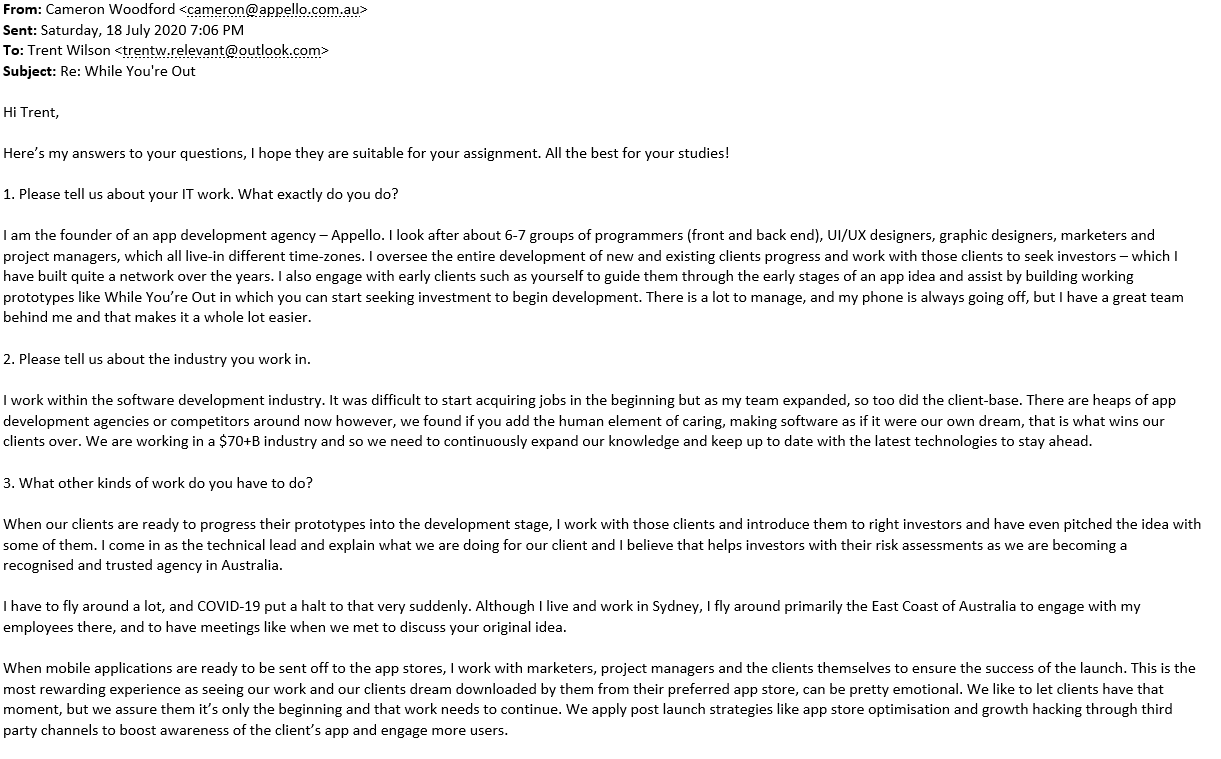 From: Cameron Woodford <cameron@appello.com.au>
Sent: Saturday, 18 July 2020 7:06 PM
To: Trent Wilson <trentw.relevant@outlook.com>
Subject: Re: While You're Out
Hi Trent,
Here’s my answers to your questions, I hope they are suitable for your assignment. All the best for your studies!
1. Please tell us about your IT work. What exactly do you do?
I am the founder of an app development agency – Appello. I look after about 6-7 groups of programmers (front and back end), UI/UX designers, graphic designers, marketers and
project managers, which all live-in different time-zones. I oversee the entire development of new and existing clients progress and work with those clients to seek investors – which I
have built quite a network over the years. I also engage with early clients such as yourself to guide them through the early stages of an app idea and assist by building working
prototypes like While You’re Out in which you can start seeking investment to begin development. There is a lot to manage, and my phone is always going off, but I have a great team
behind me and that makes it a whole lot easier.
2. Please tell us about the industry you work in.
I work within the software development industry. It was difficult to start acquiring jobs in the beginning but as my team expanded, so too did the client-base. There are heaps of app
development agencies or competitors around now however, we found if you add the human element of caring, making software as if it were our own dream, that is what wins our
clients over. We are working in a $70+B industry and so we need to continuously expand our knowledge and keep up to date with the latest technologies to stay ahead.
3. What other kinds of work do you have to do?
When our clients are ready to progress their prototypes into the development stage, I work with those clients and introduce them to right investors and have even pitched the idea with
some of them. I come in as the technical lead and explain what we are doing for our client and I believe that helps investors with their risk assessments as we are becoming a
recognised and trusted agency in Australia.
I have to fly around a lot, and COVID-19 put a halt to that very suddenly. Although I live and work in Sydney, I fly around primarily the East Coast of Australia to engage with my
employees there, and to have meetings like when we met to discuss your original idea.
When mobile applications are ready to be sent off to the app stores, I work with marketers, project managers and the clients themselves to ensure the success of the launch. This is the
most rewarding experience as seeing our work and our clients dream downloaded by them from their preferred app store, can be pretty emotional. We like to let clients have that
moment, but we assure them it’s only the beginning and that work needs to continue. We apply post launch strategies like app store optimisation and growth hacking through third
party channels to boost awareness of the client’s app and engage more users.